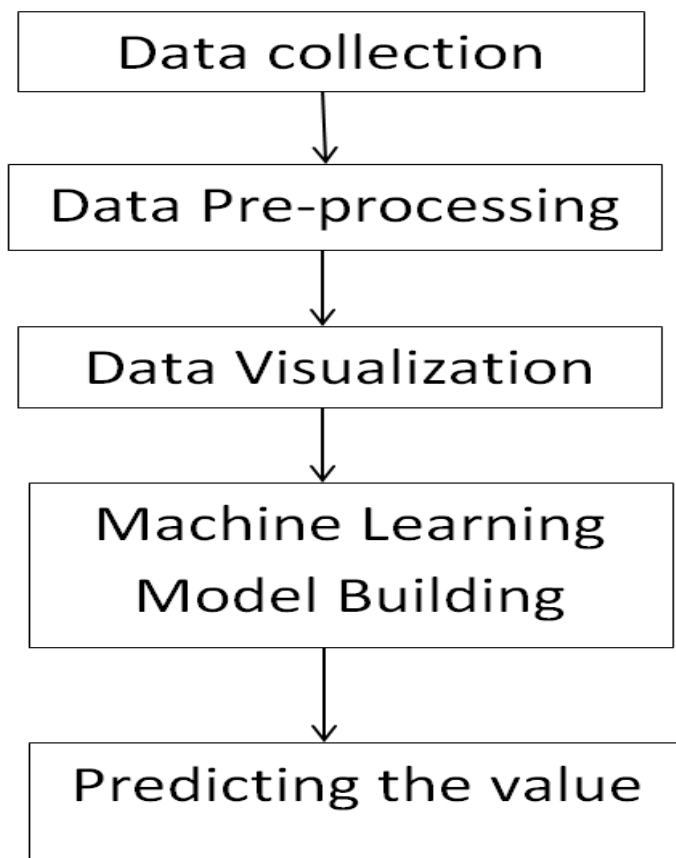 Data collection
Data Pre-processing
Data Visualization
Machine Learning
Model Building
Predicting the value